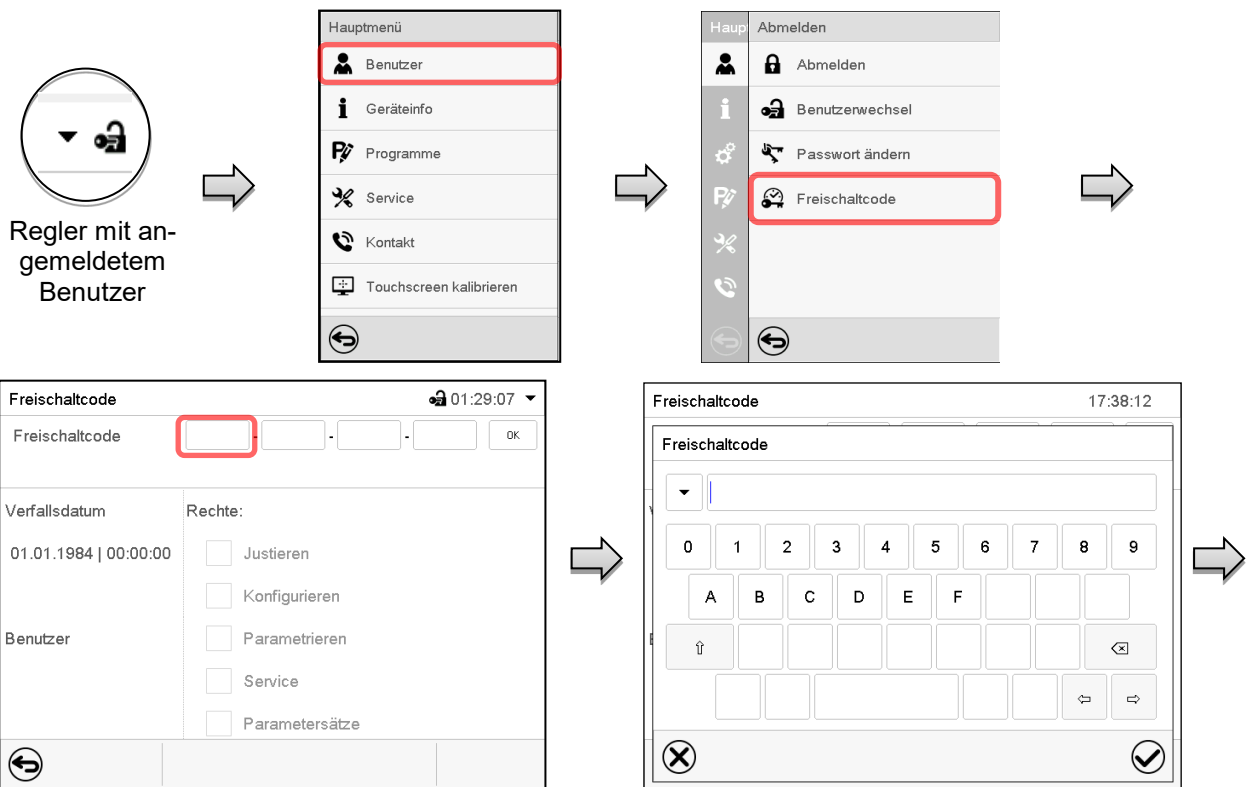 Regler mit an-
gemeldetem
Benutzer
Hauptmenü
Benutzer
Geräteinfo
Programme
Service
Kontakt
Touchscreen kalibrieren
Haup
Abmelden
Abmelden
Benutzerwechsel
Passwort ändern
Freischaltcode
Freischaltcode 01:29:07
Freischaltcode - - - OK
Verfallsdatum Rechte:
01.01.1984 | 00:00:00 Justieren
Konfigurieren
Benutzer Parametrieren
Service
Parametersätze
Freischaltcode 17:38:12
Freischaltcode
0 1 2 3 4 5 6 7 8 9
A B C D E F